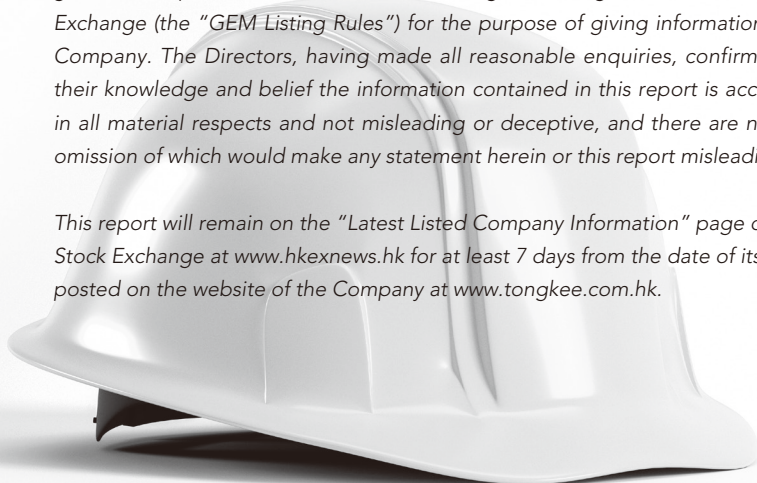 Exchange (the “GEM Listing Rules”) for the purpose of giving information
Company. The Directors, having made all reasonable enquiries, confirm
their knowledge and belief the information contained in this report is acc
in all material respects and not misleading or deceptive, and there are n
omission of which would make any statement herein or this report misleadi
This report will remain on the “Latest Listed Company Information” page o
Stock Exchange at www.hkexnews.hk for at least 7 days from the date of its
posted on the website of the Company at www.tongkee.com.hk.